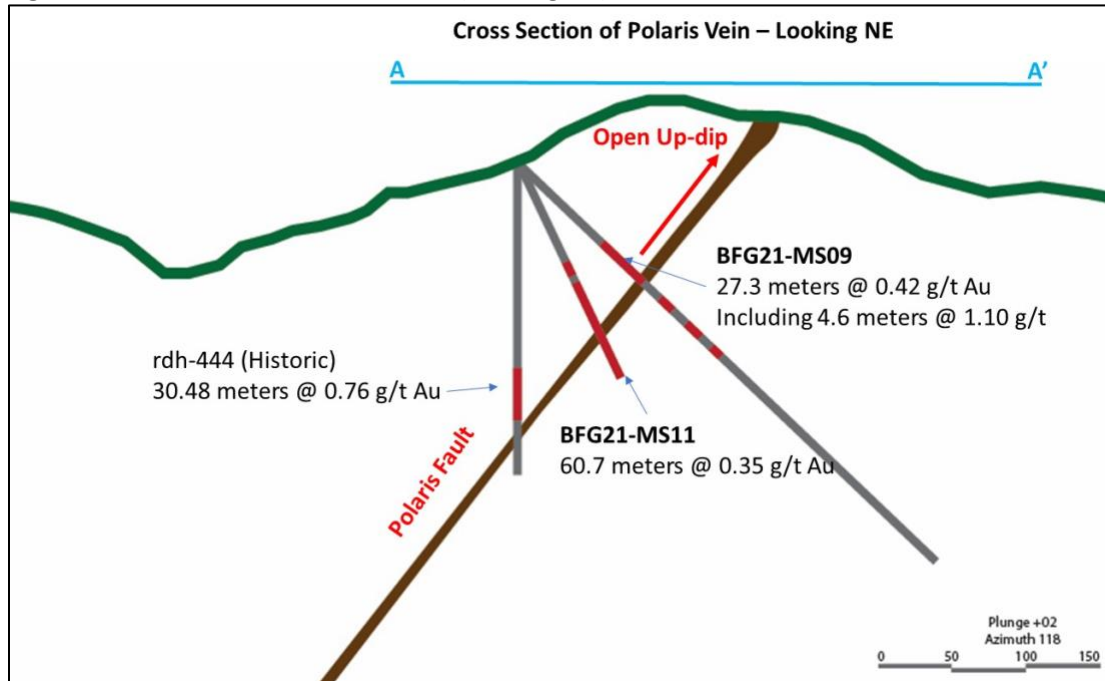 Cross Section of Polaris Vein – Looking NE
A
A’
Open Up-dip
BFG21-MS09
27.3 meters @ 0.42 g/t Au
Including 4.6 meters @ 1.10 g/t
rdh-444 (Historic)
30.48 meters @ 0.76 g/t Au
BFG21-MS11
60.7 meters @ 0.35 g/t Au
Polaris Fault
Plunge +02
Azimuth 118
0 50 100 150